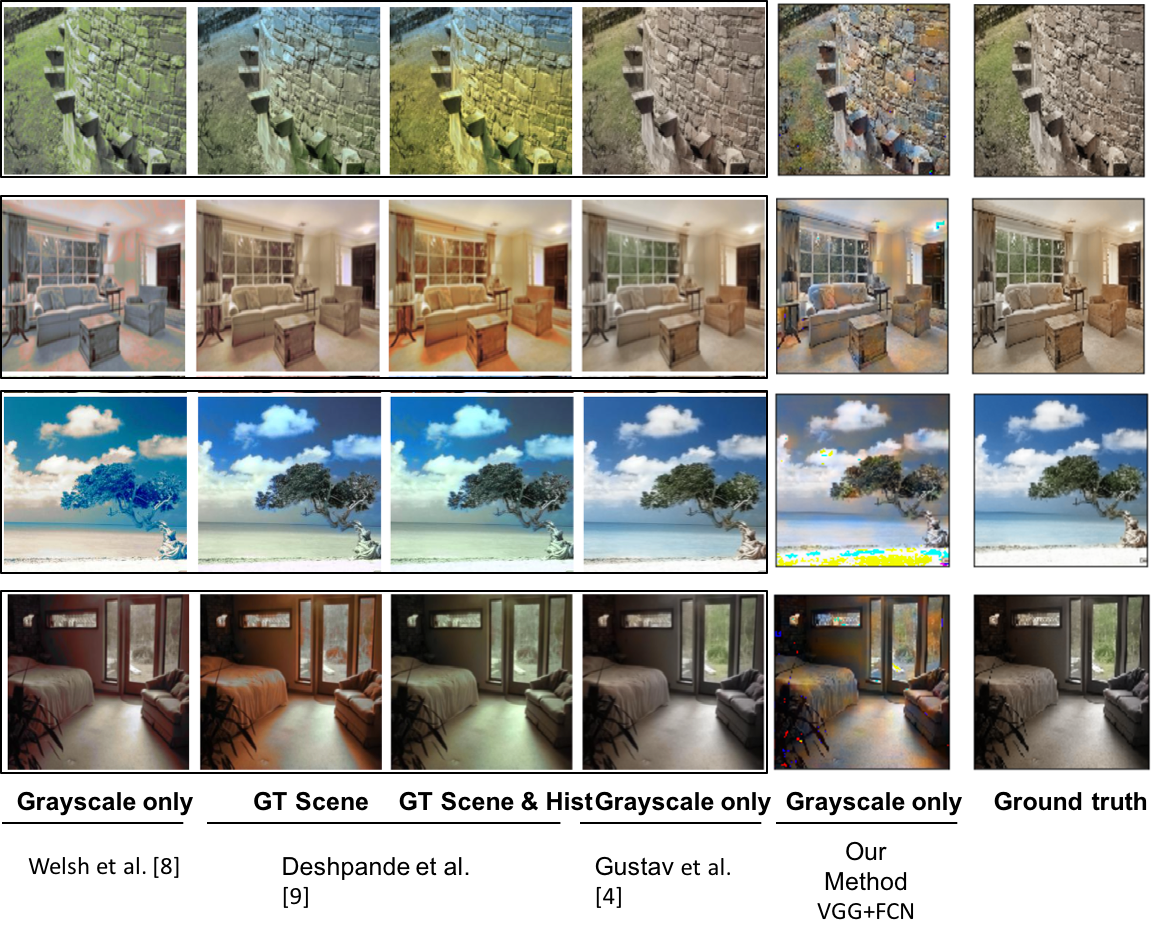 Grayscale only GT Scene GT Scene & Hist Grayscale only Grayscale only Ground truth
Welsh et al. [8]
Deshpande et al.
[9]
Gustav et al.
[4]
Our
Method
VGG+FCN